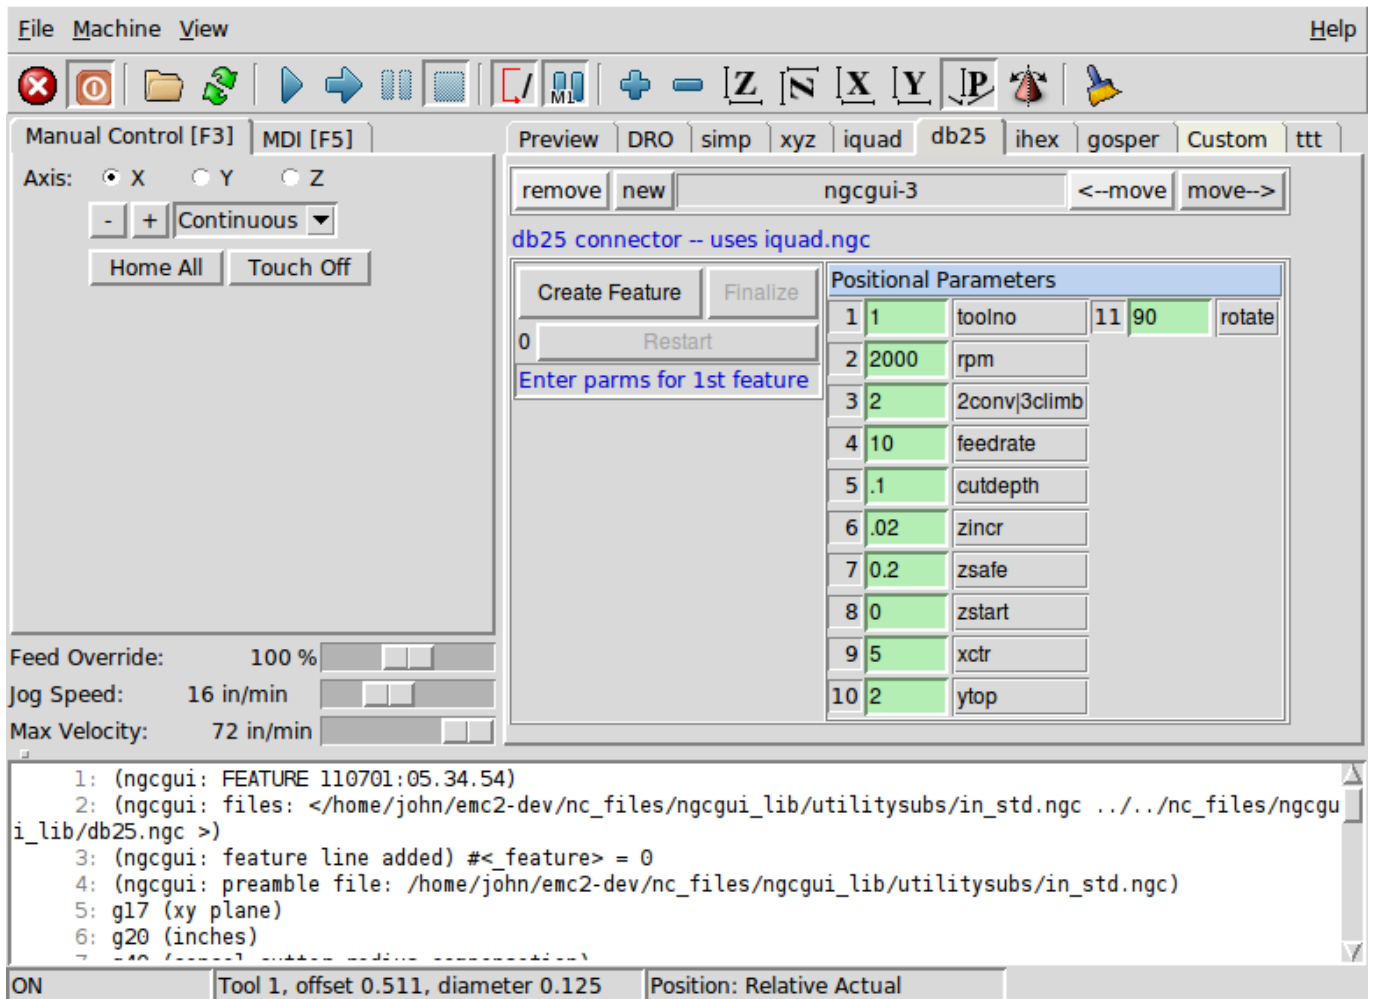 File Machine View Help
Z N X Y P
M1
Manual Control [F3] MDI [F5]
Preview DRO simp xyz iquad db25 ihex gosper Custom ttt
Axis: X Y Z
- + Continuous
Home All Touch Off
remove new ngcgui-3 <--move move-->
db25 connector -- uses iquad.ngc
Create Feature Finalize
0 Restart
Enter parms for 1st feature
Positional Parameters
1 1 toolno 11 90 rotate
2 2000 rpm
3 2 2conv|3climb
4 10 feedrate
5 .1 cutdepth
6 .02 zincr
7 0.2 zsafe
8 0 zstart
9 5 xctr
10 2 ytop
Feed Override: 100 %
Jog Speed: 16 in/min
Max Velocity: 72 in/min
1: (ngcgui: FEATURE 110701:05.34.54)
2: (ngcgui: files: </home/john/emc2-dev/nc_files/ngcgui_lib/utilitysubs/in_std.ngc ../../nc_files/ngcgu
i_lib/db25.ngc >)
3: (ngcgui: feature line added) #<_feature> = 0
4: (ngcgui: preamble file: /home/john/emc2-dev/nc_files/ngcgui_lib/utilitysubs/in_std.ngc)
5: g17 (xy plane)
6: g20 (inches)
7: g40 (cancel cutter radius compensation)
ON Tool 1, offset 0.511, diameter 0.125 Position: Relative Actual